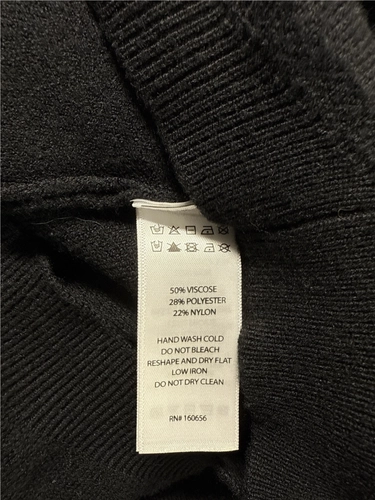 50% VISCOSE
28% POLYESTER
22% NYLON
HAND WASH COLD
DO NOT BLEACH
RESHAPE AND DRY FLAT
LOW IRON
DO NOT DRY CLEAN
RN# 160656